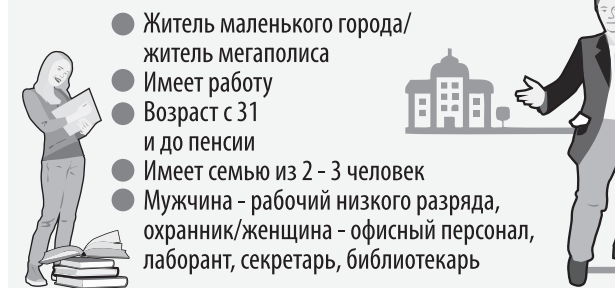 Житель маленького города/
житель мегаполиса
Имеет работу
Возраст с 31
и до пенсии
Имеет семью из 2 - 3 человек
Мужчина - рабочий низкого разряда,
охранник/женщина - офисный персонал,
лаборант, секретарь, библиотекарь